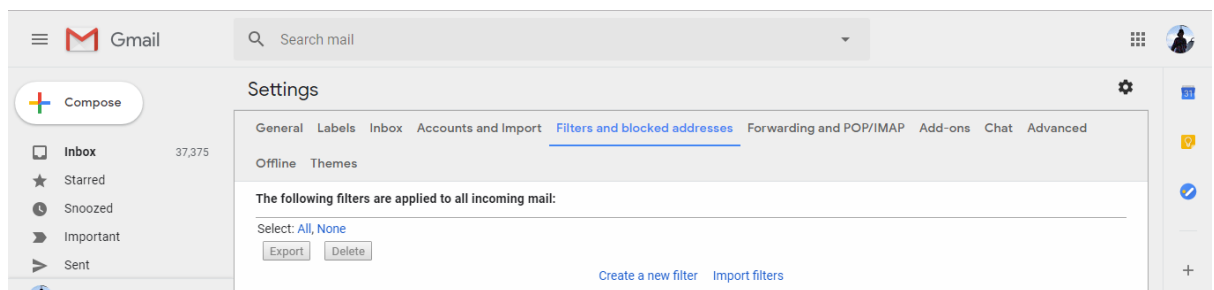 Gmail
Search mail
Compose
Settings
31
General Labels Inbox Accounts and Import Filters and blocked addresses Forwarding and POP/IMAP Add-ons Chat Advanced
Offline Themes
Inbox 37,375
Starred
Snoozed
Important
Sent
The following filters are applied to all incoming mail:
Select: All, None
Export Delete
Create a new filter Import filters